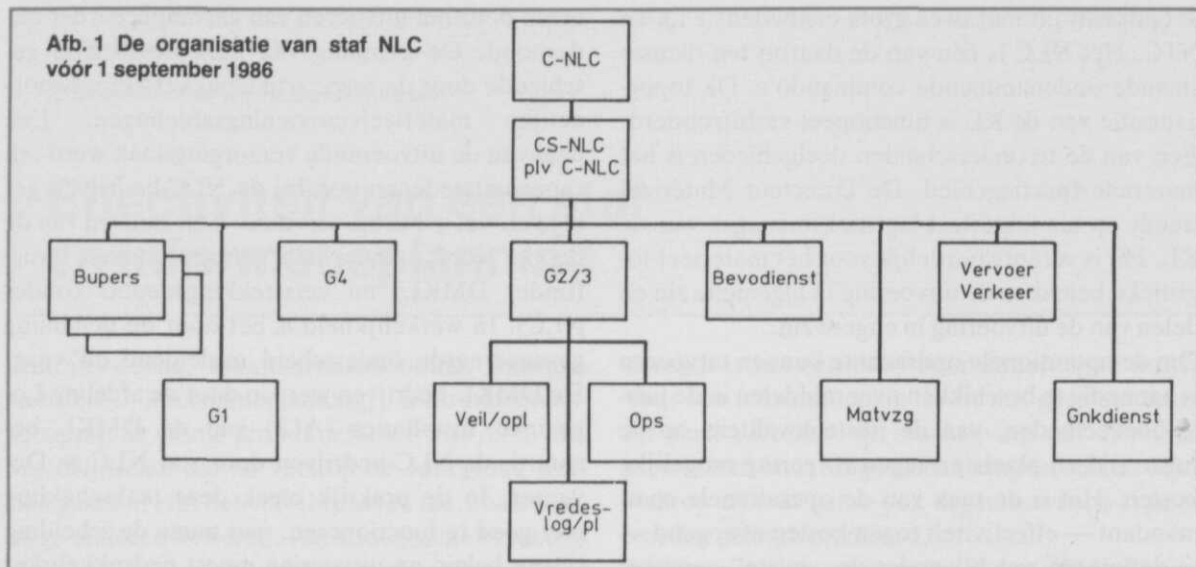 Afb. 1 De organisatie van staf NLC
vóór 1 september 1986
C-NLC
CS-NLC
plv C-NLC
Bupers
G4
G2/3
Bevodienst
Vervoer
Verkeer
G1
Veil/opl
Ops
Matvzg
Gnkdienst
Vredes-
log/pl